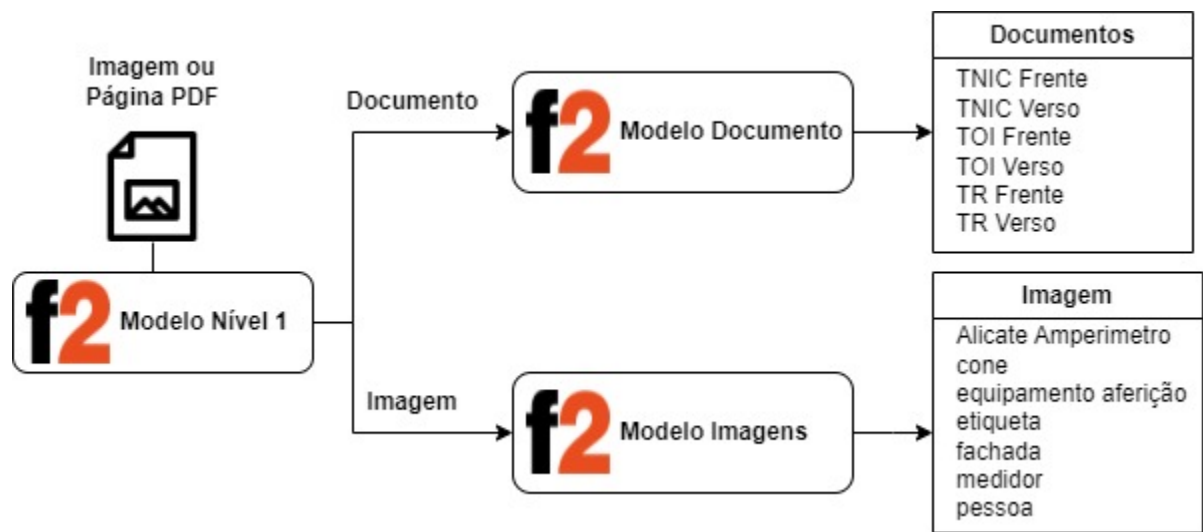 Imagem ou
Página PDF
f2 Modelo Nível 1
Documento
f2 Modelo Documento
Documentos
TNIC Frente
TNIC Verso
TOI Frente
TOI Verso
TR Frente
TR Verso
Imagem
f2 Modelo Imagens
Imagem
Alicate Amperimetro
cone
equipamento aferição
etiqueta
fachada
medidor
pessoa